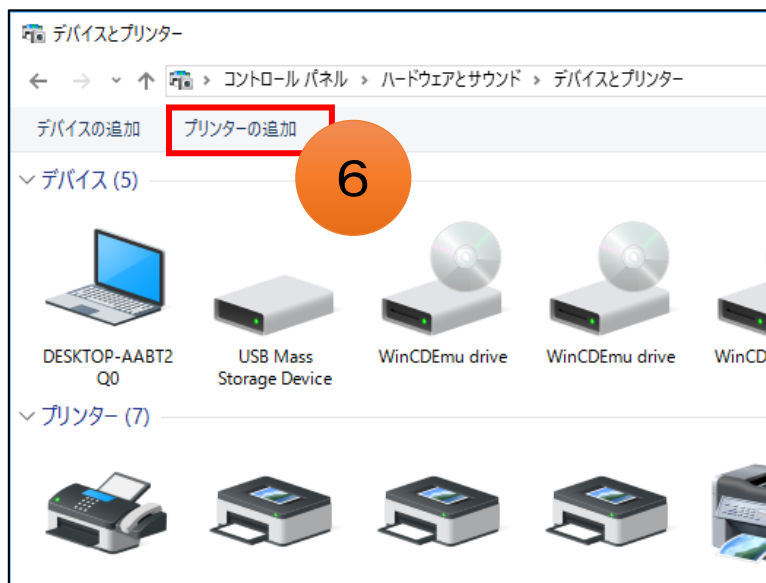 デバイスとプリンター
コントロール パネル › ハードウェアとサウンド › デバイスとプリンター
デバイスの追加 プリンターの追加
6
デバイス (5)
DESKTOP-AABT2
Q0
USB Mass
Storage Device
WinCDEmu drive
WinCDEmu drive
WinCD
プリンター (7)